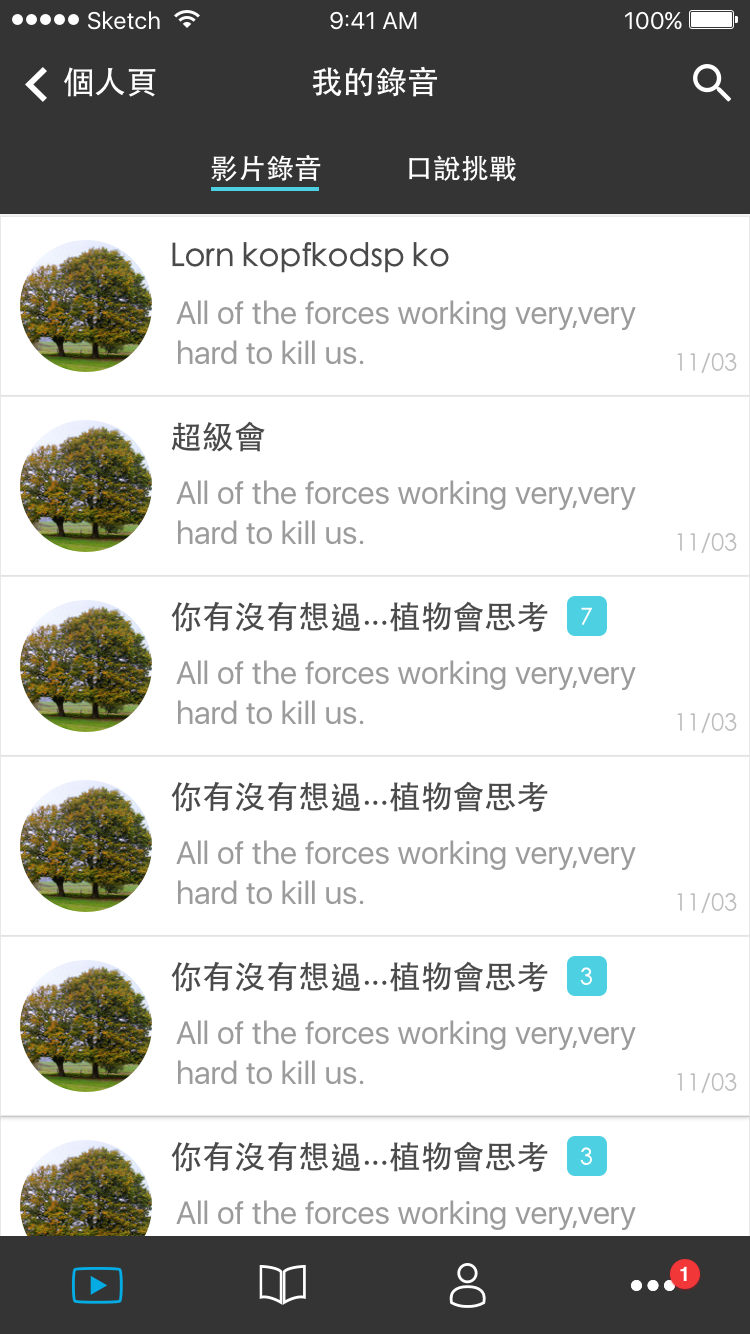 Sketch 9:41 AM 100%
個人頁 我的錄音
影片錄音 口說挑戰
Lorn kopfkodsp ko
All of the forces working very,very
hard to kill us.
11/03
超級會
All of the forces working very,very
hard to kill us.
11/03
你有沒有想過...植物會思考 7
All of the forces working very,very
hard to kill us.
11/03
你有沒有想過...植物會思考
All of the forces working very,very
hard to kill us.
11/03
你有沒有想過...植物會思考 3
All of the forces working very,very
hard to kill us.
11/03
你有沒有想過...植物會思考 3
All of the forces working very,very
1